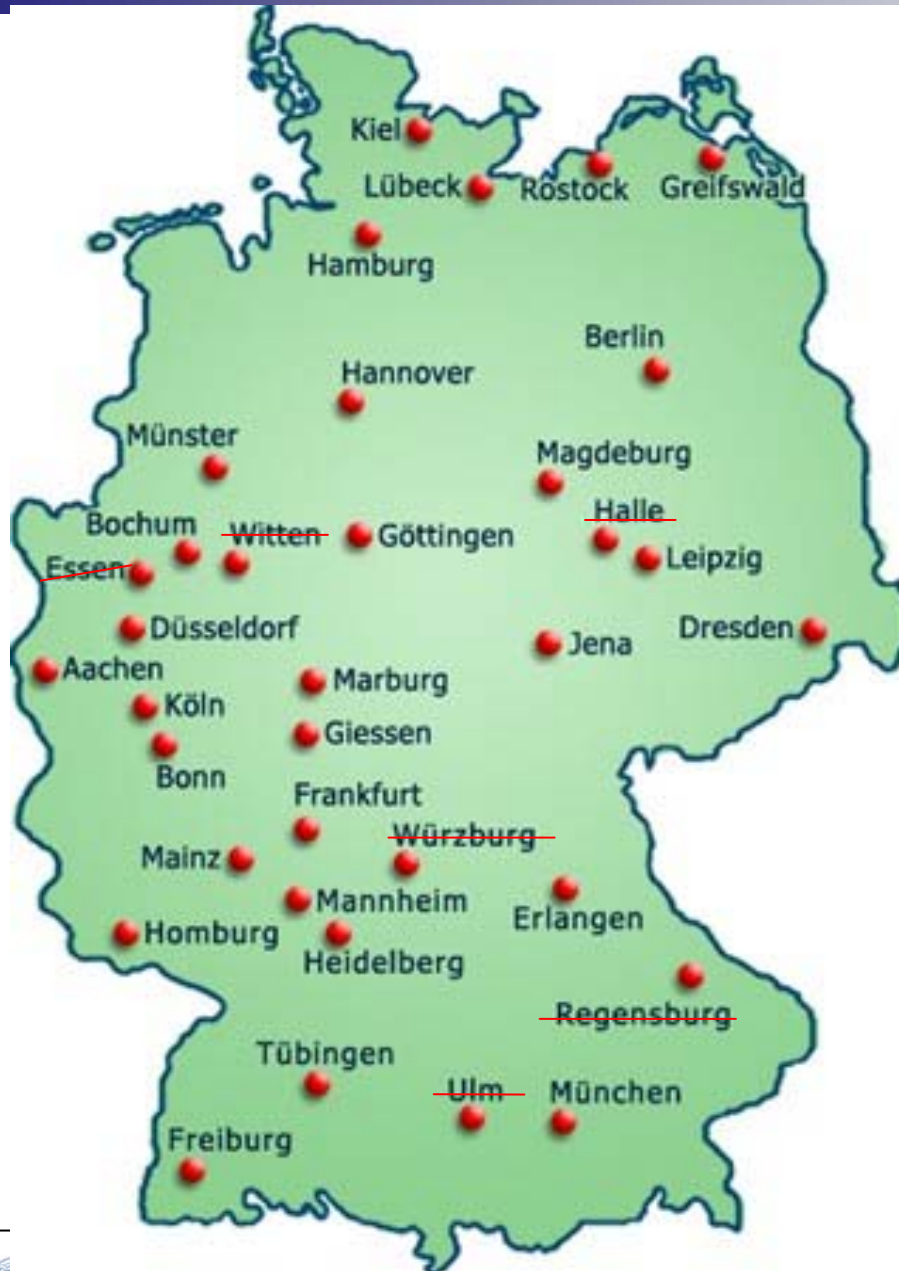 Kiel
Lübeck
Rostock
Greifswald
Hamburg
Berlin
Hannover
Münster
Magdeburg
Halle
Bochum
Witten
Göttingen
Leipzig
Essen
Düsseldorf
Dresden
Jena
Aachen
Marburg
Köln
Giessen
Bonn
Frankfurt
Würzburg
Mainz
Mannheim
Erlangen
Homburg
Heidelberg
Regensburg
Tübingen
Ulm
München
Freiburg